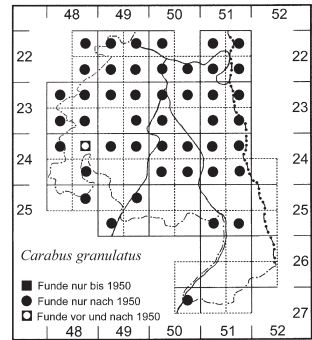 48 49 50 51 52
22 22
23 23
24 24
25 25
26
Carabus granulatus
Funde nur bis 1950
Funde nur nach 1950
Funde vor und nach 1950
26
27
48 49 50 51 52